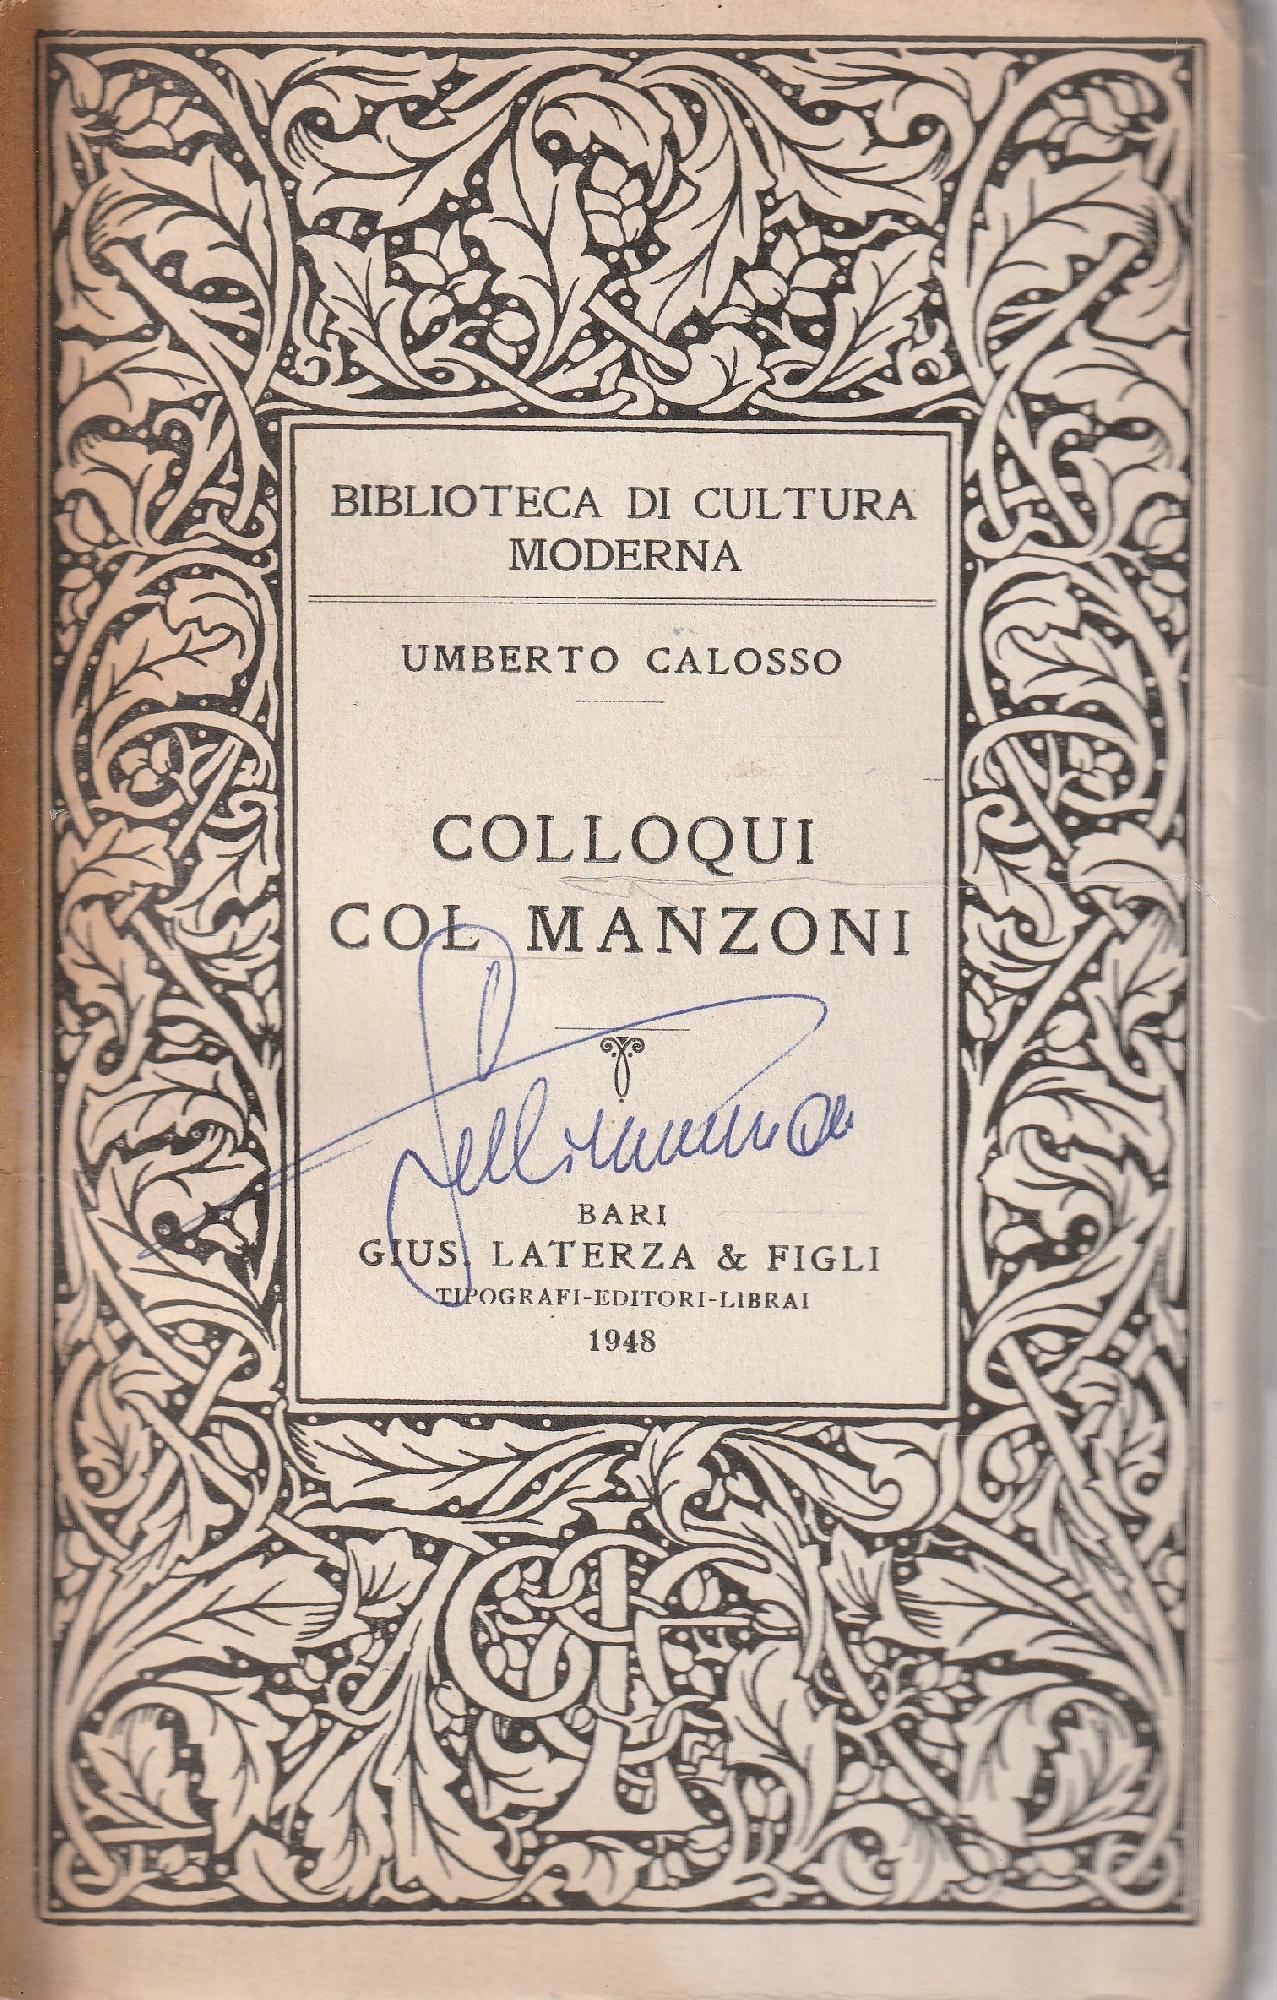 BIBLIOTECA DI CULTURA
MODERNA
UMBERTO CALOSSO
COLLOQUI
COL MANZONI
BARI
GIUS. LATERZA & FIGLI
TIPOGRAFI-EDITORI-LIBRAI
1948